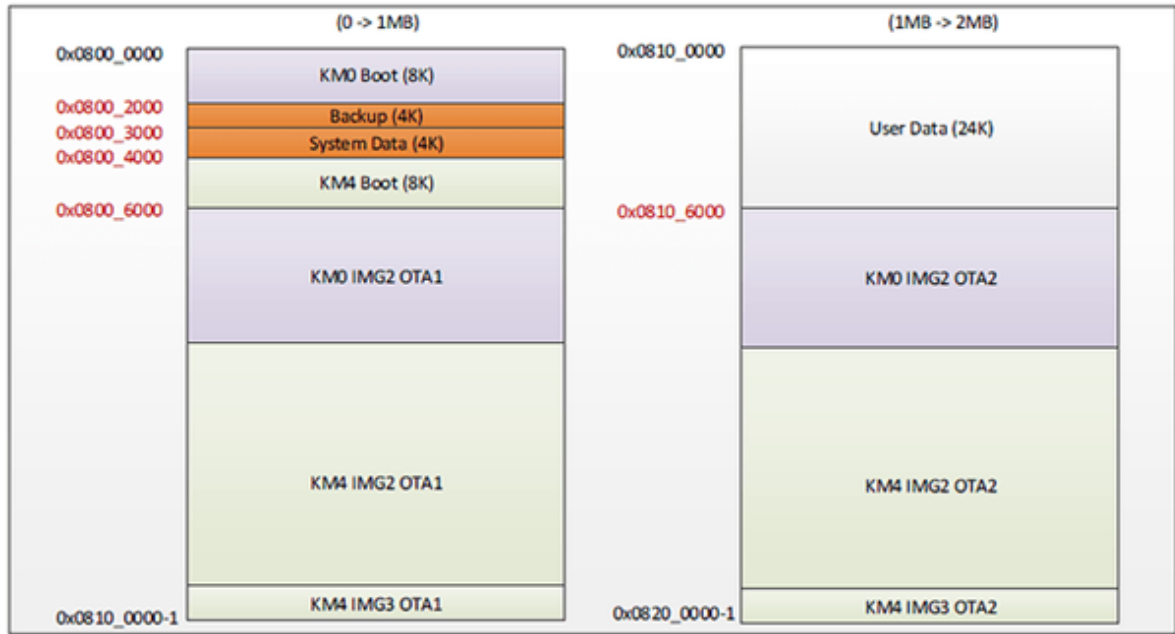 (0 -> 1MB)
0x0800_0000
KM0 Boot (8K)
0x0800_2000
Backup (4K)
0x0800_3000
System Data (4K)
0x0800_4000
KM4 Boot (8K)
0x0800_6000
KM0 IMG2 OTA1
KM4 IMG2 OTA1
KM4 IMG3 OTA1
0x0810_0000-1
(1MB -> 2MB)
0x0810_0000
User Data (24K)
0x0810_6000
KM0 IMG2 OTA2
KM4 IMG2 OTA2
KM4 IMG3 OTA2
0x0820_0000-1